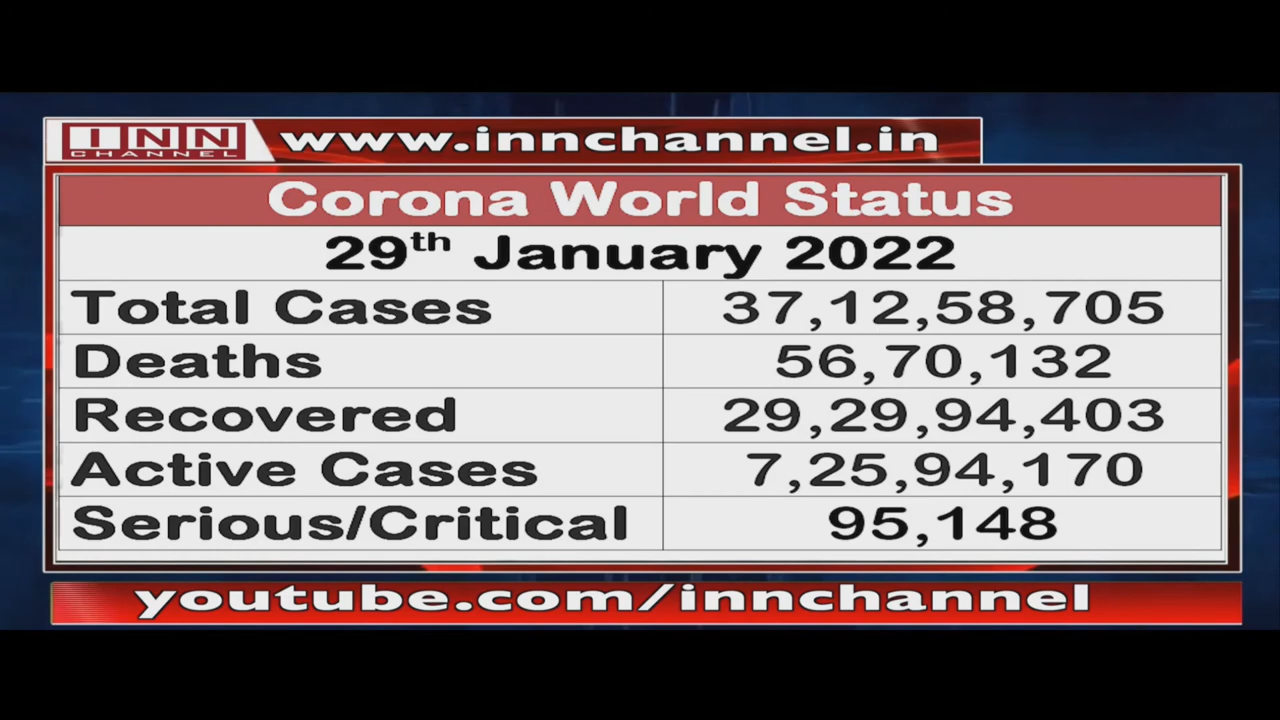 INN
CHANNEL
www.innchannel.in
Corona World Status
29th January 2022
Total Cases 37,12,58,705
Deaths 56,70,132
Recovered 29,29,94,403
Active Cases 7,25,94,170
Serious/Critical 95,148
youtube.com/innchannel